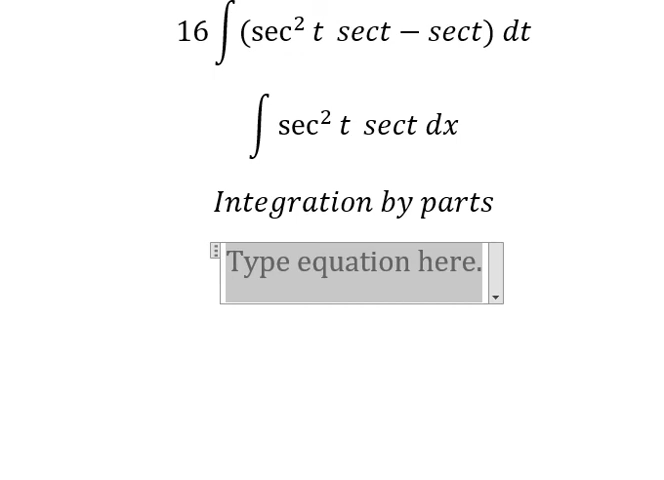 16 ∫ (sec² t sect − sect) dt
∫ sec² t sect dx
Integration by parts
Type equation here.